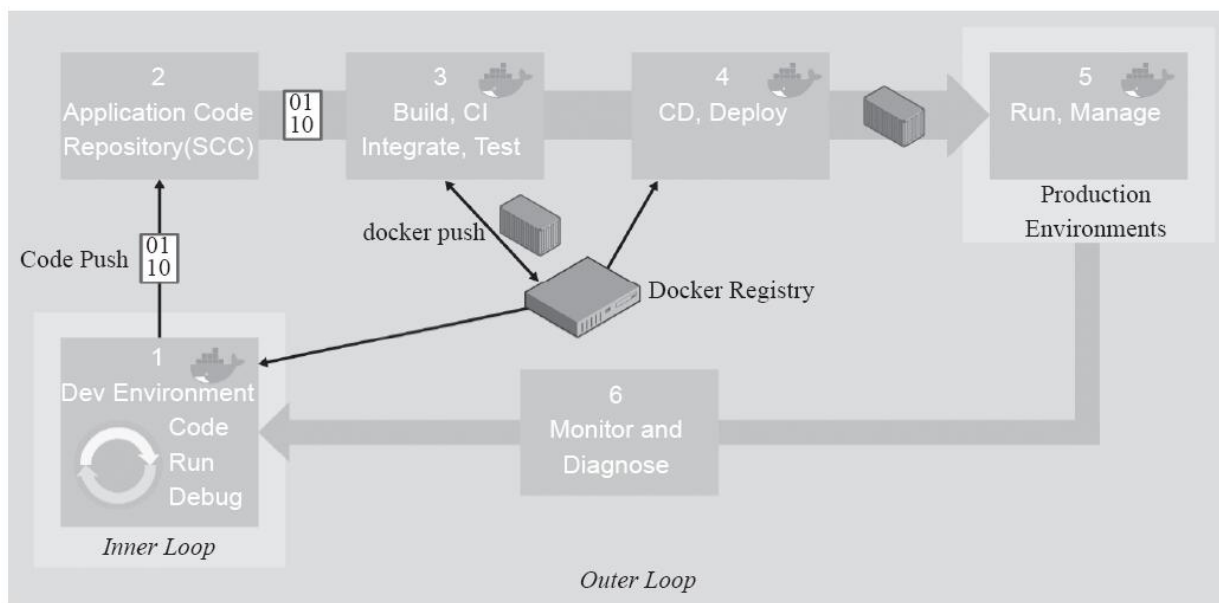 2
Application Code
Repository(SCC)
01
10
3
Build, CI
Integrate, Test
4
CD, Deploy
5
Run, Manage
Production
Environments
docker push
Code Push
01
10
Docker Registry
1
Dev Environment
Code
Run
Debug
Inner Loop
6
Monitor and
Diagnose
Outer Loop